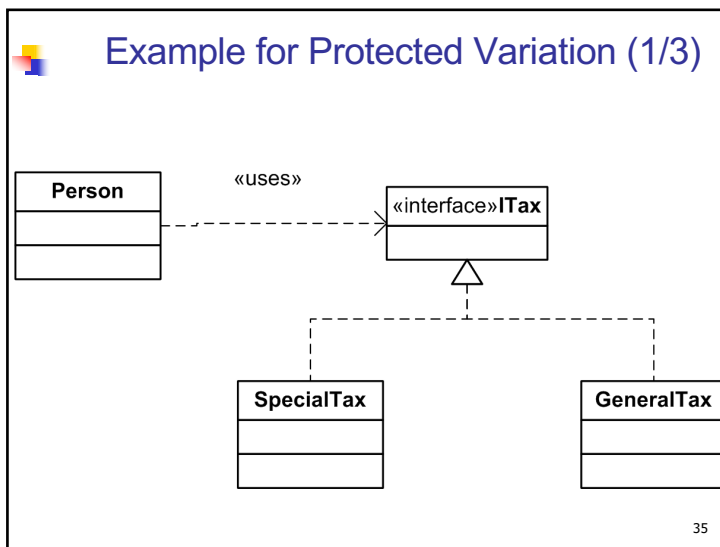 Example for Protected Variation (1/3)
«uses»
Person
«interface»ITax
SpecialTax
GeneralTax
35